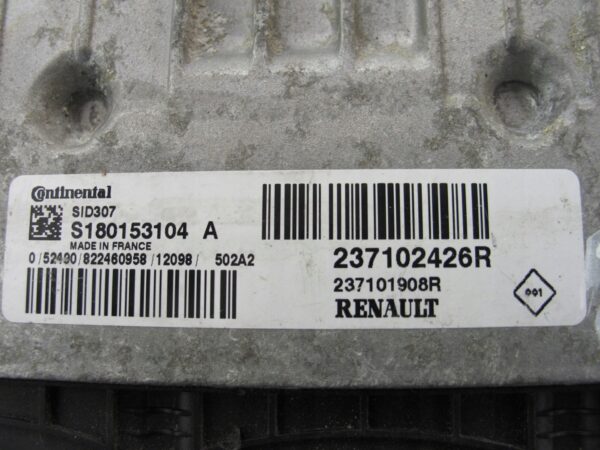 Continental
SID307
S180153104 A
MADE IN FRANCE
0/52490/822460958/12098/ 502A2
237102426R
237101908R
RENAULT
001